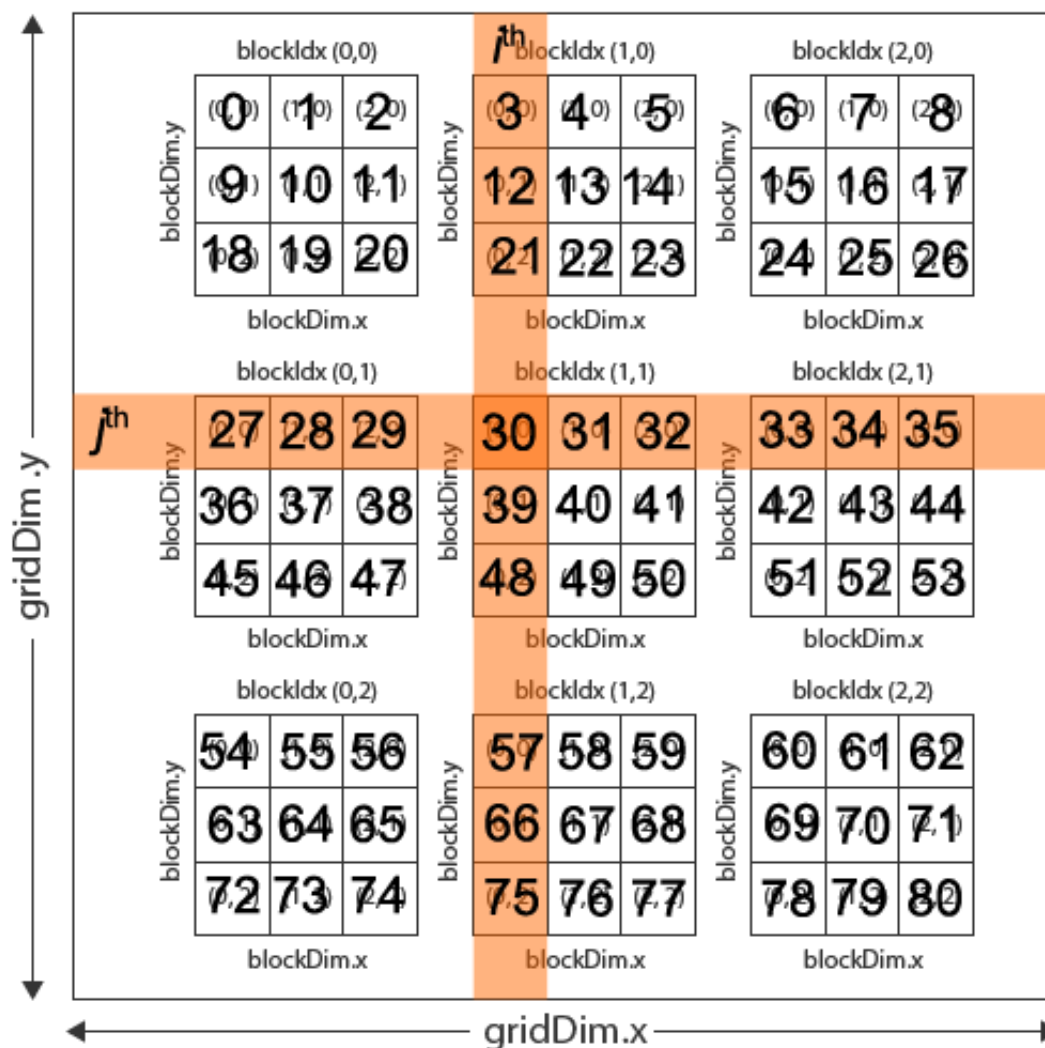 ith
blockIdx (0,0) blockIdx (1,0) blockIdx (2,0)
blockDim.y 0 1 2 blockDim.y 3 4 5 blockDim.y 6 7 8
9 10 11 12 13 14 15 16 17
18 19 20 21 22 23 24 25 26
blockDim.x blockDim.x blockDim.x
blockIdx (0,1) blockIdx (1,1) blockIdx (2,1)
jth 27 28 29 30 31 32 33 34 35
blockDim.y 36 37 38 blockDim.y 39 40 41 blockDim.y 42 43 44
45 46 47 48 49 50 51 52 53
blockDim.x blockDim.x blockDim.x
gridDim.y
blockIdx (0,2) blockIdx (1,2) blockIdx (2,2)
blockDim.y 54 55 56 blockDim.y 57 58 59 blockDim.y 60 61 62
63 64 65 66 67 68 69 70 71
72 73 74 75 76 77 78 79 80
blockDim.x blockDim.x blockDim.x
gridDim.x